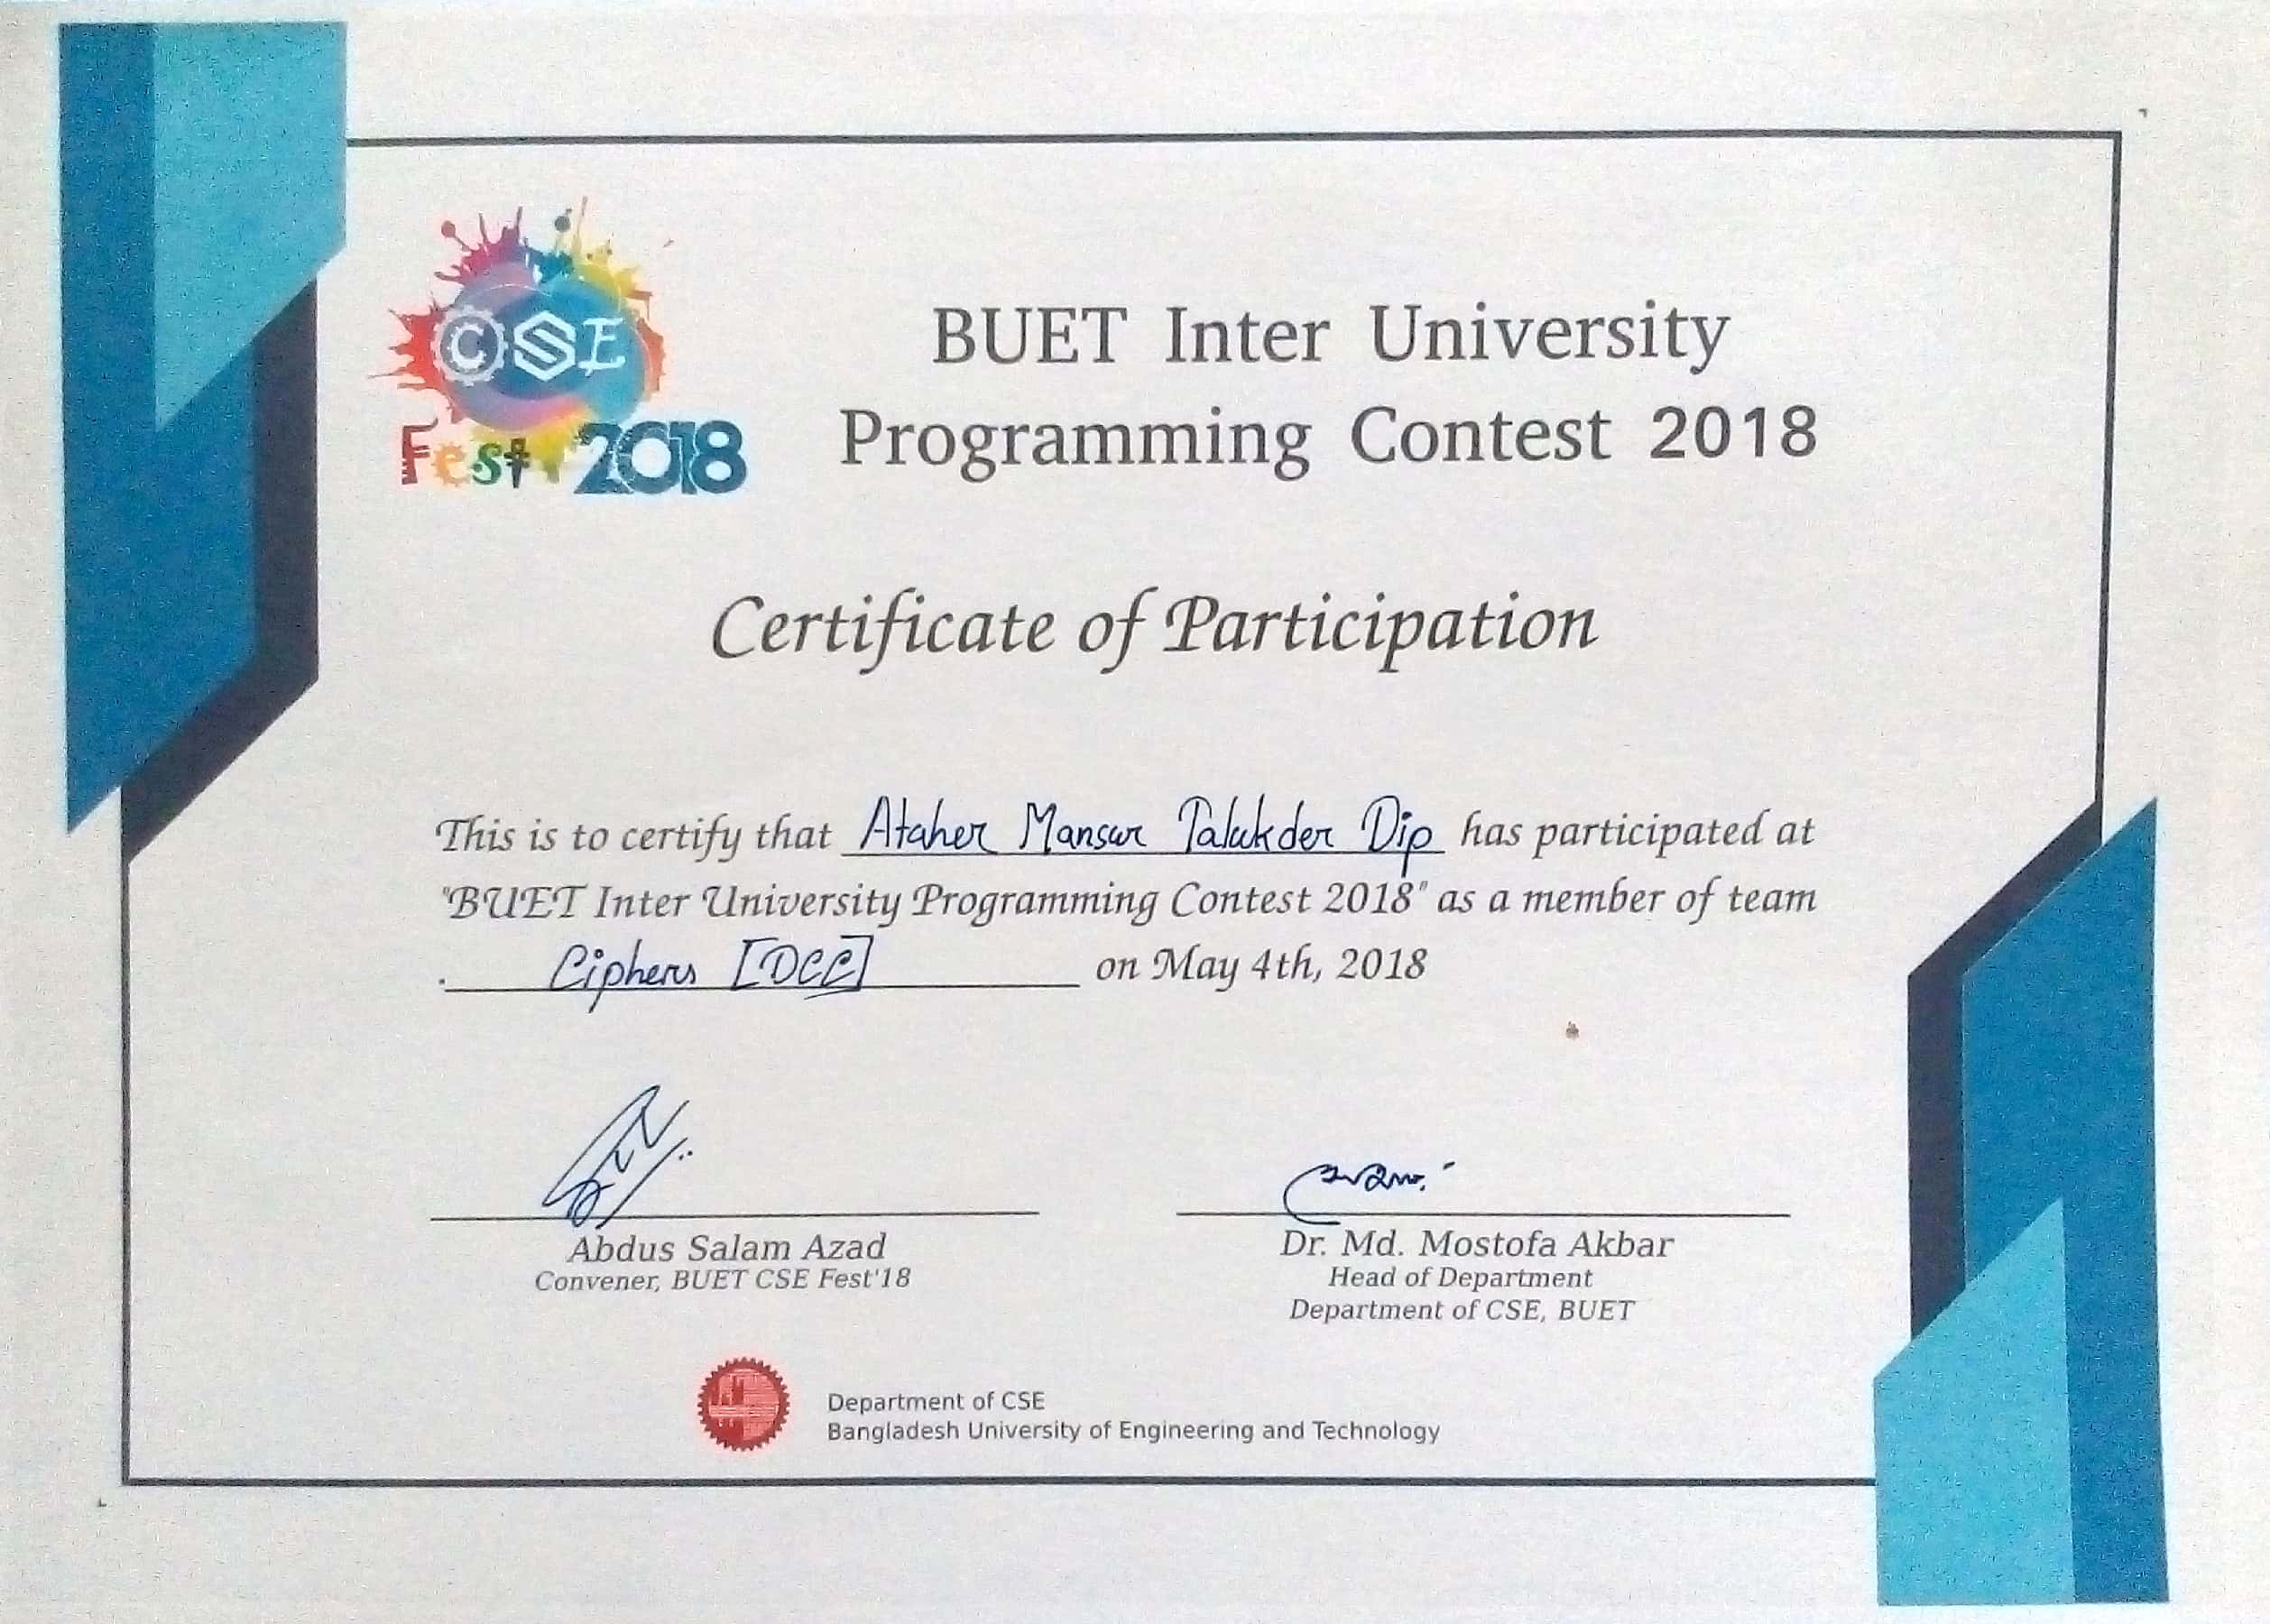 CSE
Fest 2018
BUET Inter University
Programming Contest 2018
Certificate of Participation
This is to certify that Ataher Mansur Talukder Dip has participated at
"BUET Inter University Programming Contest 2018" as a member of team
Ciphers [DCC] on May 4th, 2018
Abdus Salam Azad
Convener, BUET CSE Fest'18
Dr. Md. Mostofa Akbar
Head of Department
Department of CSE, BUET
Department of CSE
Bangladesh University of Engineering and Technology